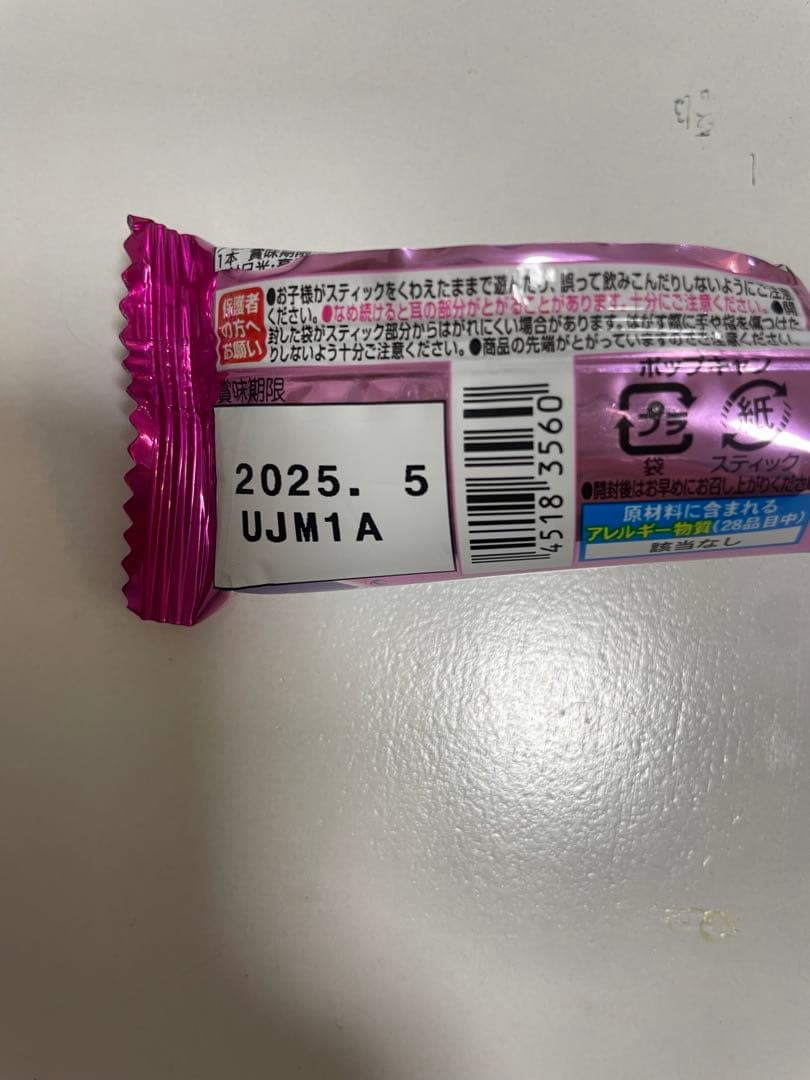 1本 賞味期限
保護者
の方へ
お願い
●お子様がスティックをくわえたままで遊んだり、誤って飲みこんだりしないようにご注意
ください。●なめ続けると耳の部分がとがることがあります。十分にご注意ください。●開
封した袋がスティック部分からはがれにくい場合があります。はがす際に手や指を傷つけた
りしないよう十分ご注意ください。●商品の先端がとがっていますので
ポップキャン
賞味期限
2025. 5
UJM1A
4518 3560
プラ
袋
紙
スティック
●開封後はお早めにお召し上がりください
原材料に含まれる
アレルギー物質(28品目中)
該当なし